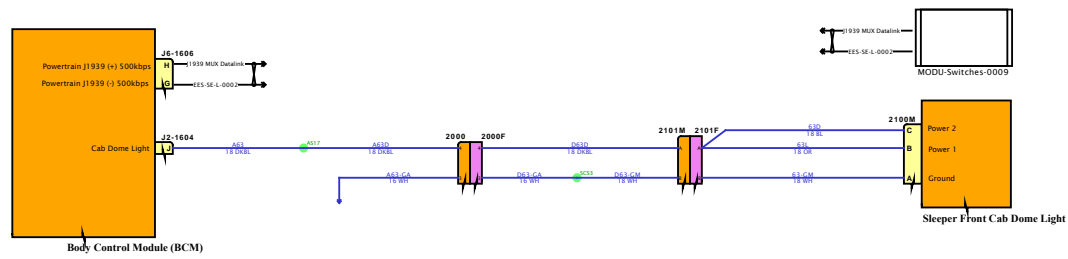 J6-1606
Powertrain J1939 (+) 500kbps
H
J1939 MUX Datalink
Powertrain J1939 (-) 500kbps
G
EES-SE-L-0002
J1939 MUX Datalink
EES-SE-L-0002
MODU-Switches-0009
J2-1604
Cab Dome Light
J
A63
18 DKBL
AS17
A63D
18 DKBL
2000
2000F
D63D
18 DKBL
2101M
2101F
A
A
63D
18 BL
63L
18 OR
2100M
C
Power 2
B
Power 1
A63-GA
16 WH
D63-GA
16 WH
SC53
D63-GM
18 WH
63-GM
18 WH
A
Ground
Body Control Module (BCM)
Sleeper Front Cab Dome Light